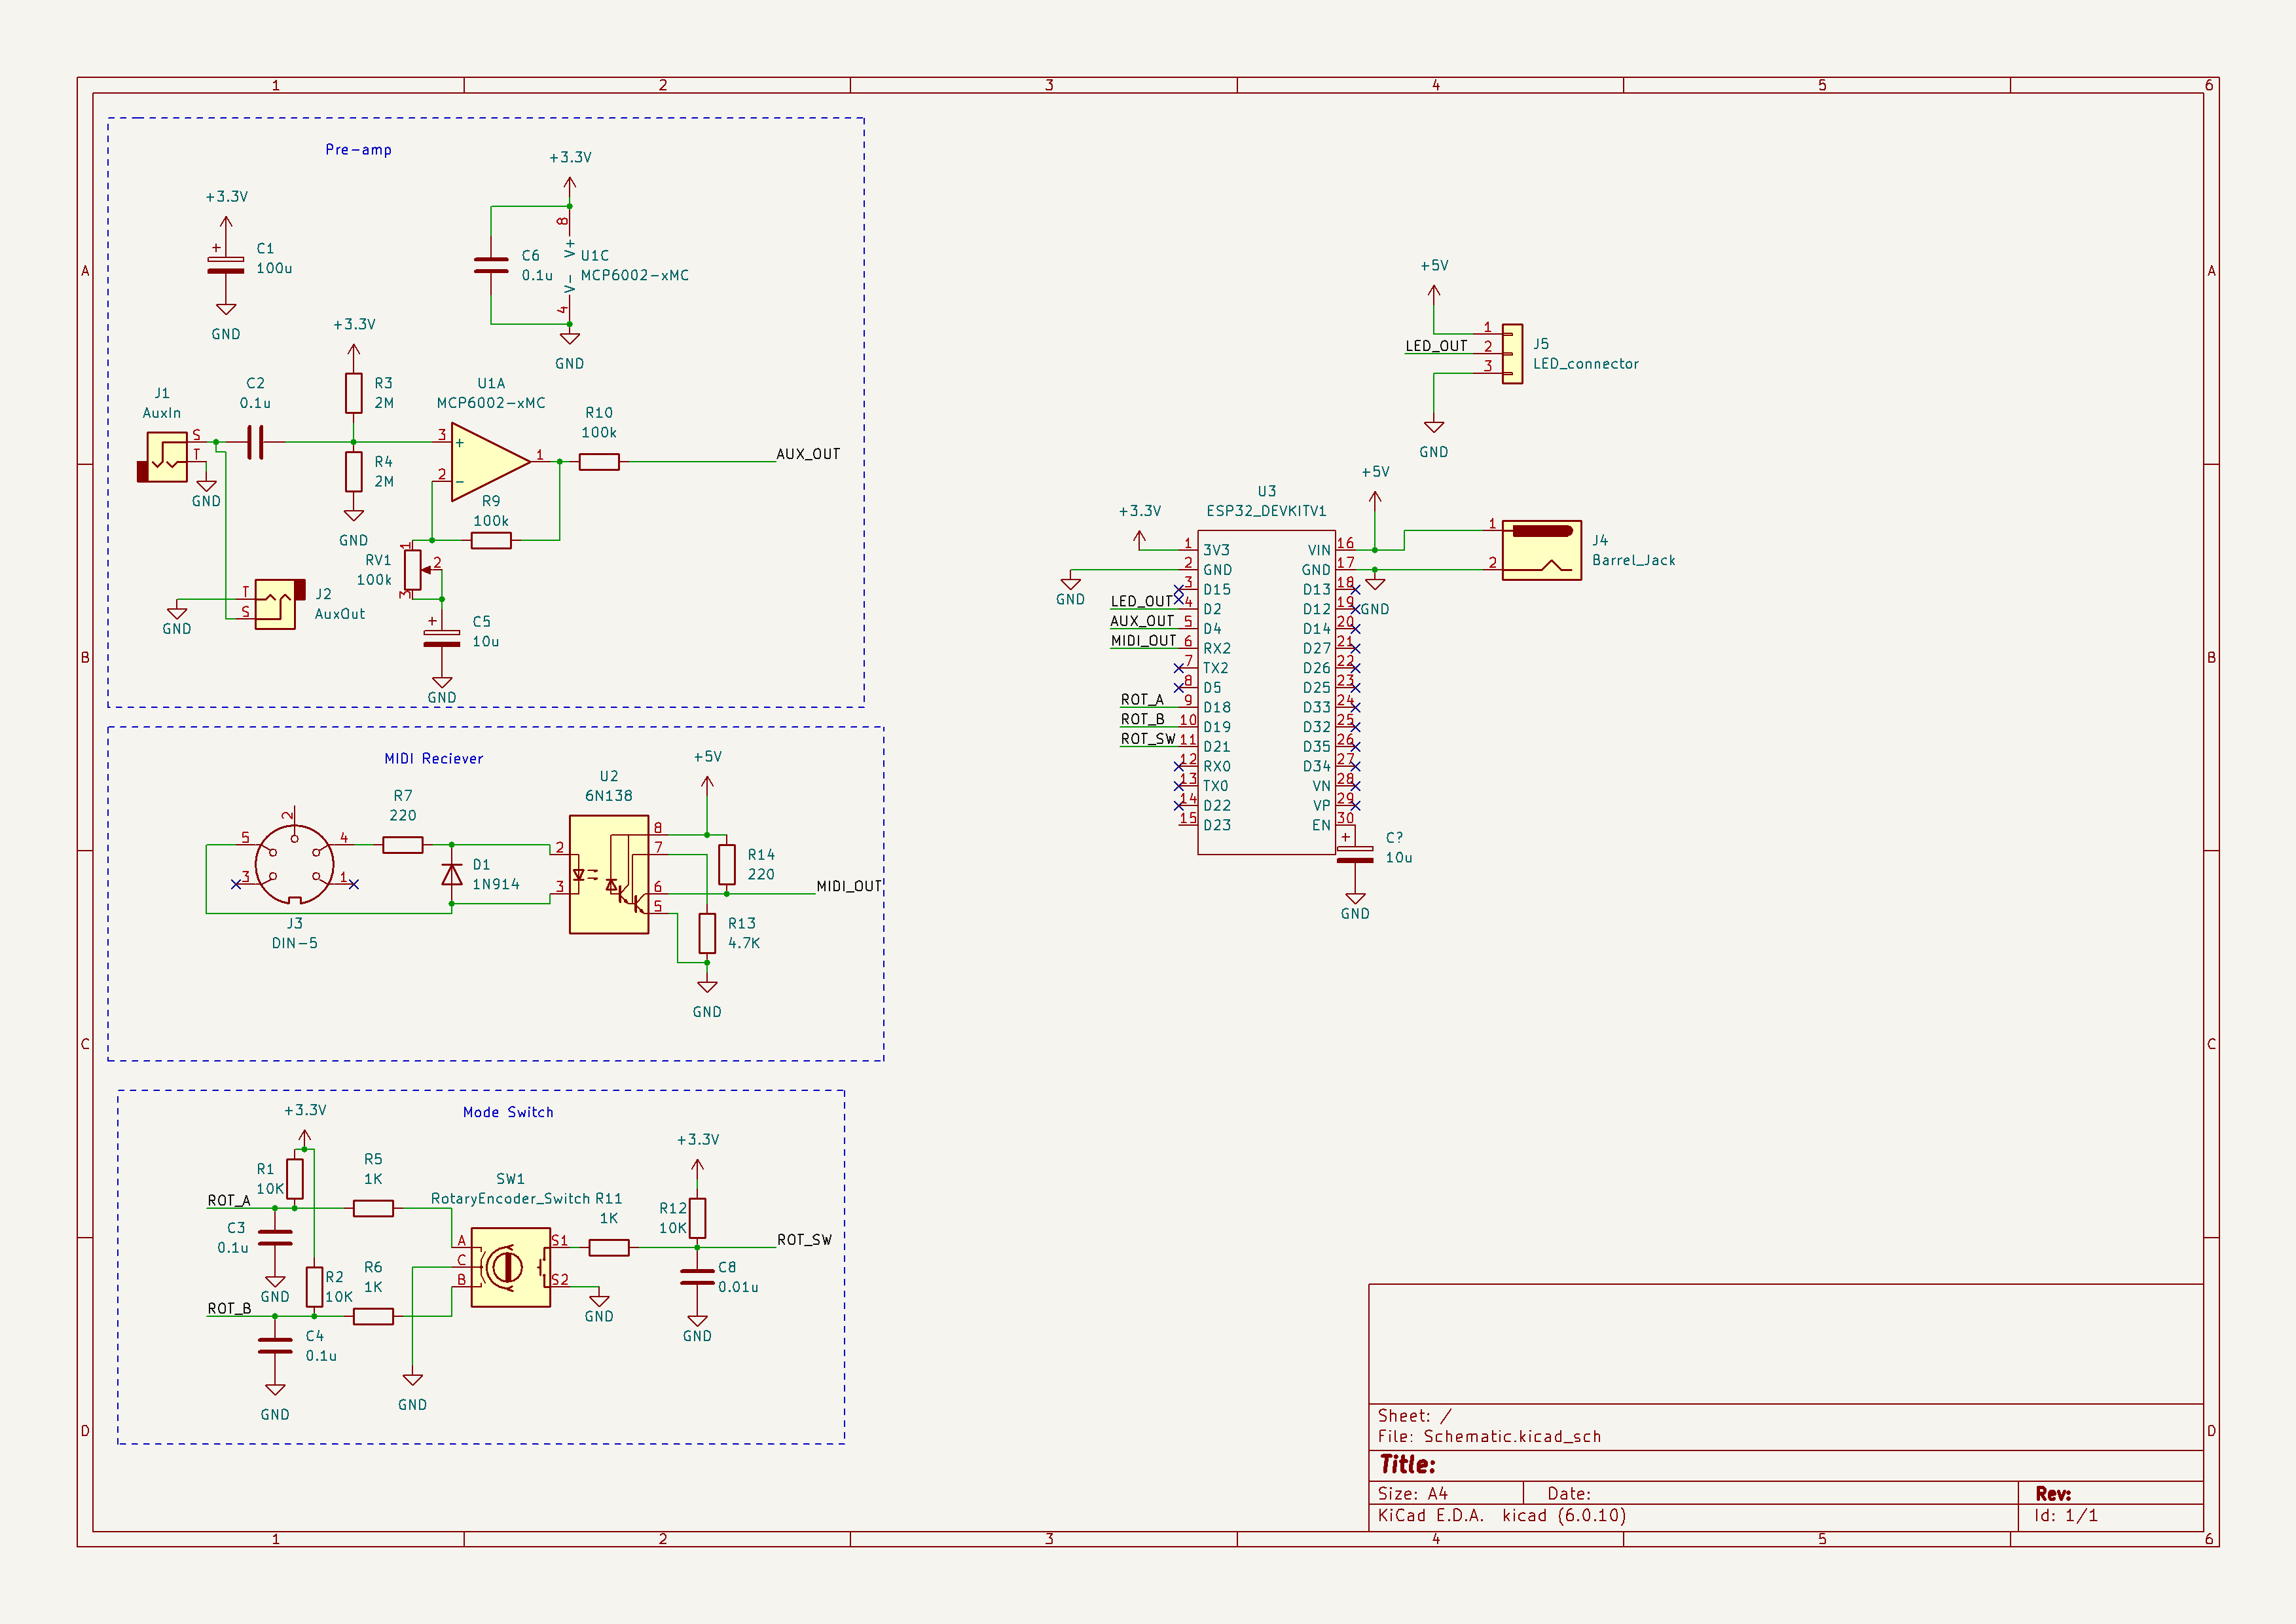 1 2 3 4 5 6
A
B
C
D
A
B
C
D
1 2 3 4 5 6
Pre-amp
+3.3V
C1
100u
+
GND
+3.3V
8
V+
V-
4
C6
0.1u
U1C
MCP6002-xMC
GND
J1
AuxIn
S
T
GND
C2
0.1u
+3.3V
R3
2M
R4
2M
GND
U1A
MCP6002-xMC
3
+
2
-
1
R10
100k
AUX_OUT
R9
100k
RV1
100k
1
2
3
+
C5
10u
GND
T
S
J2
AuxOut
GND
MIDI Reciever
R7
220
5
2
4
3
1
J3
DIN-5
D1
1N914
U2
6N138
2
3
8
7
6
5
+5V
R14
220
MIDI_OUT
R13
4.7K
GND
Mode Switch
+3.3V
R1
10K
R5
1K
ROT_A
C3
0.1u
GND
R2
10K
R6
1K
ROT_B
C4
0.1u
GND
GND
SW1
RotaryEncoder_Switch
A
C
B
S1
S2
GND
R11
1K
+3.3V
R12
10K
ROT_SW
C8
0.01u
GND
+5V
LED_OUT
1
2
3
J5
LED_connector
GND
U3
ESP32_DEVKITV1
+3.3V
GND
1 3V3
2 GND
3 D15
LED_OUT 4 D2
AUX_OUT 5 D4
MIDI_OUT 6 RX2
7 TX2
8 D5
ROT_A 9 D18
ROT_B 10 D19
ROT_SW 11 D21
12 RX0
13 TX0
14 D22
15 D23
VIN 16
GND 17
D13 18
D12 19
D14 20
D27 21
D26 22
D25 23
D33 24
D32 25
D35 26
D34 27
VN 28
VP 29
EN 30
+5V
GND
1
2
J4
Barrel_Jack
+
C?
10u
GND
Sheet: /
File: Schematic.kicad_sch
Title:
Size: A4 Date: Rev:
KiCad E.D.A. kicad (6.0.10) Id: 1/1